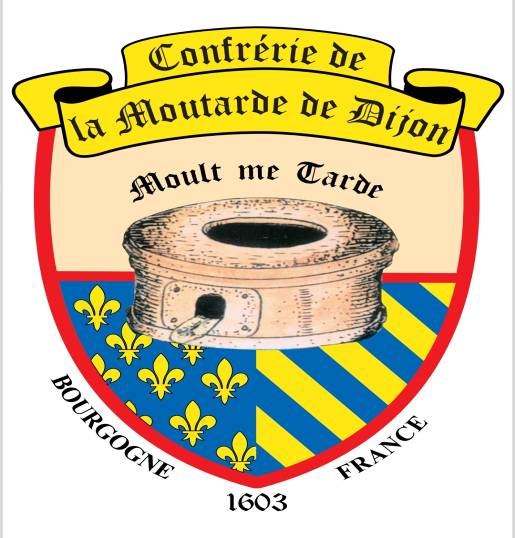 Confrérie de
la Moutarde de Dijon
Moult me Tarde
BOURGOGNE
FRANCE
1603